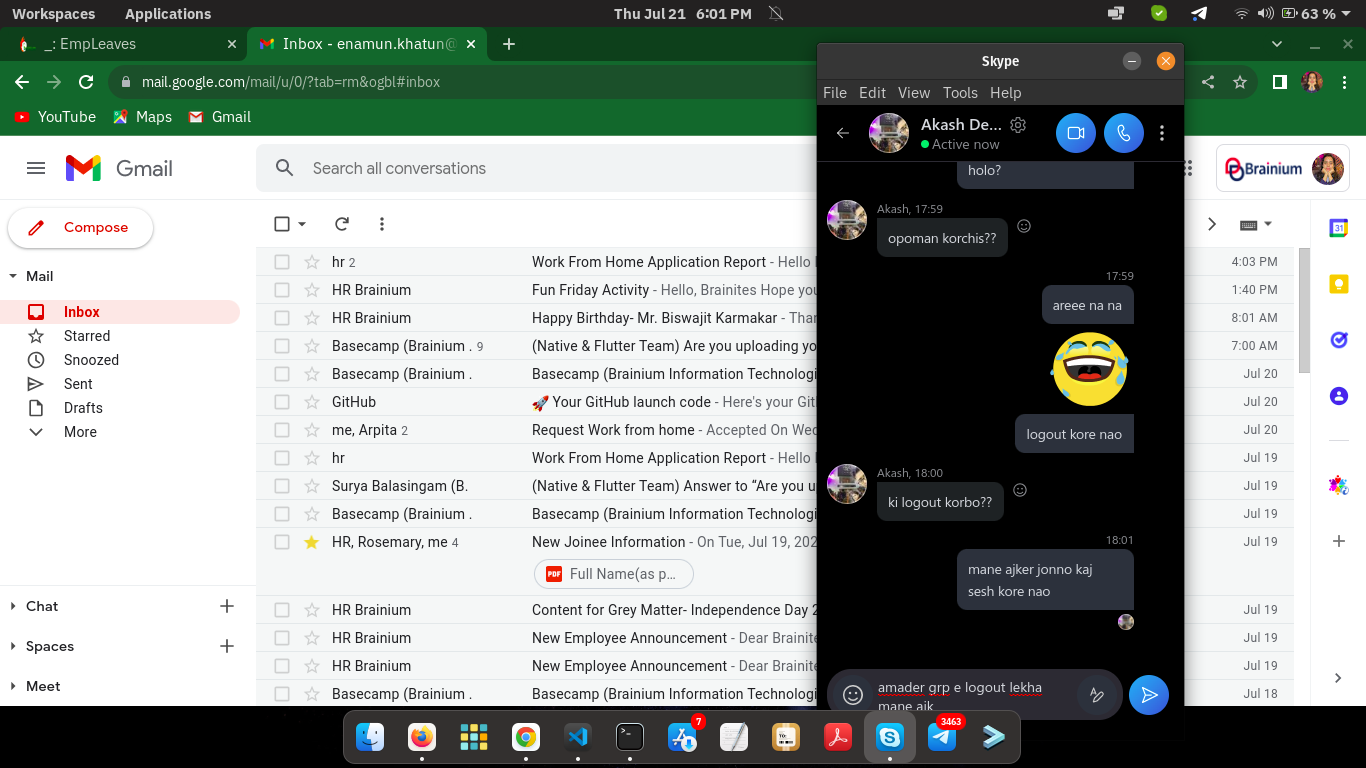 Workspaces Applications Thu Jul 21 6:01 PM 63 %
_: EmpLeaves Inbox - enamun.khatun@
mail.google.com/mail/u/0/?tab=rm&ogbl#inbox
YouTube Maps Gmail
Gmail Search all conversations Brainium
Compose
Mail
Inbox
Starred
Snoozed
Sent
Drafts
More
Chat
Spaces
Meet
hr 2 Work From Home Application Report - Hello 4:03 PM
HR Brainium Fun Friday Activity - Hello, Brainites Hope you 1:40 PM
HR Brainium Happy Birthday- Mr. Biswajit Karmakar - 8:01 AM
Basecamp (Brainium . 9 (Native & Flutter Team) Are you uploading 7:00 AM
Basecamp (Brainium . Basecamp (Brainium Information Jul 20
GitHub 🚀 Your GitHub launch code - Here's your Jul 20
me, Arpita 2 Request Work from home - Accepted On Jul 20
hr Work From Home Application Report - Hello Jul 19
Surya Balasingam (B. (Native & Flutter Team) Answer to “Are you Jul 19
Basecamp (Brainium . Basecamp (Brainium Information Jul 19
HR, Rosemary, me 4 New Joinee Information - On Tue, Jul 19, Jul 19
PDF Full Name(as p...
HR Brainium Content for Grey Matter- Independence Day Jul 19
HR Brainium New Employee Announcement - Dear Jul 19
HR Brainium New Employee Announcement - Dear Jul 19
Basecamp (Brainium . Basecamp (Brainium Information Jul 18
31
Skype
File Edit View Tools Help
Akash De...
Active now
holo?
Akash, 17:59
opoman korchis??
17:59
areee na na
logout kore nao
Akash, 18:00
ki logout korbo??
18:01
mane ajker jonno kaj
sesh kore nao
amader grp e logout lekha
mane ajk
7 3463